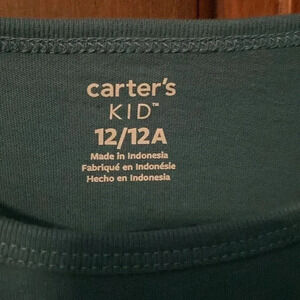 carter's
KID™
12/12A
Made in Indonesia
Fabriqué en Indonésie
Hecho en Indonesia